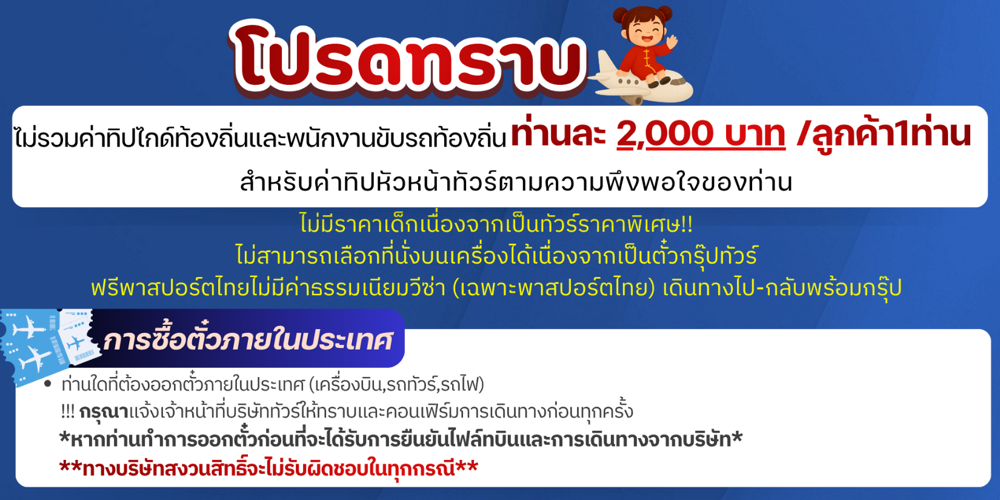 โปรดทราบ
ไม่รวมค่าทิปไกด์ท้องถิ่นและพนักงานขับรถท้องถิ่น ท่านละ 2,000 บาท /ลูกค้า1ท่าน
สำหรับค่าทิปหัวหน้าทัวร์ตามความพึงพอใจของท่าน
ไม่มีราคาเด็กเนื่องจากเป็นทัวร์ราคาพิเศษ!!
ไม่สามารถเลือกที่นั่งบนเครื่องได้เนื่องจากเป็นตั๋วกรุ๊ปทัวร์
ฟรีพาสปอร์ตไทยไม่มีค่าธรรมเนียมวีซ่า (เฉพาะพาสปอร์ตไทย) เดินทางไป-กลับพร้อมกรุ๊ป
การซื้อตั๋วภายในประเทศ
• ท่านใดที่ต้องออกตั๋วภายในประเทศ (เครื่องบิน,รถทัวร์,รถไฟ)
!!! กรุณาแจ้งเจ้าหน้าที่บริษัททัวร์ให้ทราบและคอนเฟิร์มการเดินทางก่อนทุกครั้ง
*หากท่านทำการออกตั๋วก่อนที่จะได้รับการยืนยันไฟล์ทบินและการเดินทางจากบริษัท*
**ทางบริษัทสงวนสิทธิ์จะไม่รับผิดชอบในทุกกรณี**